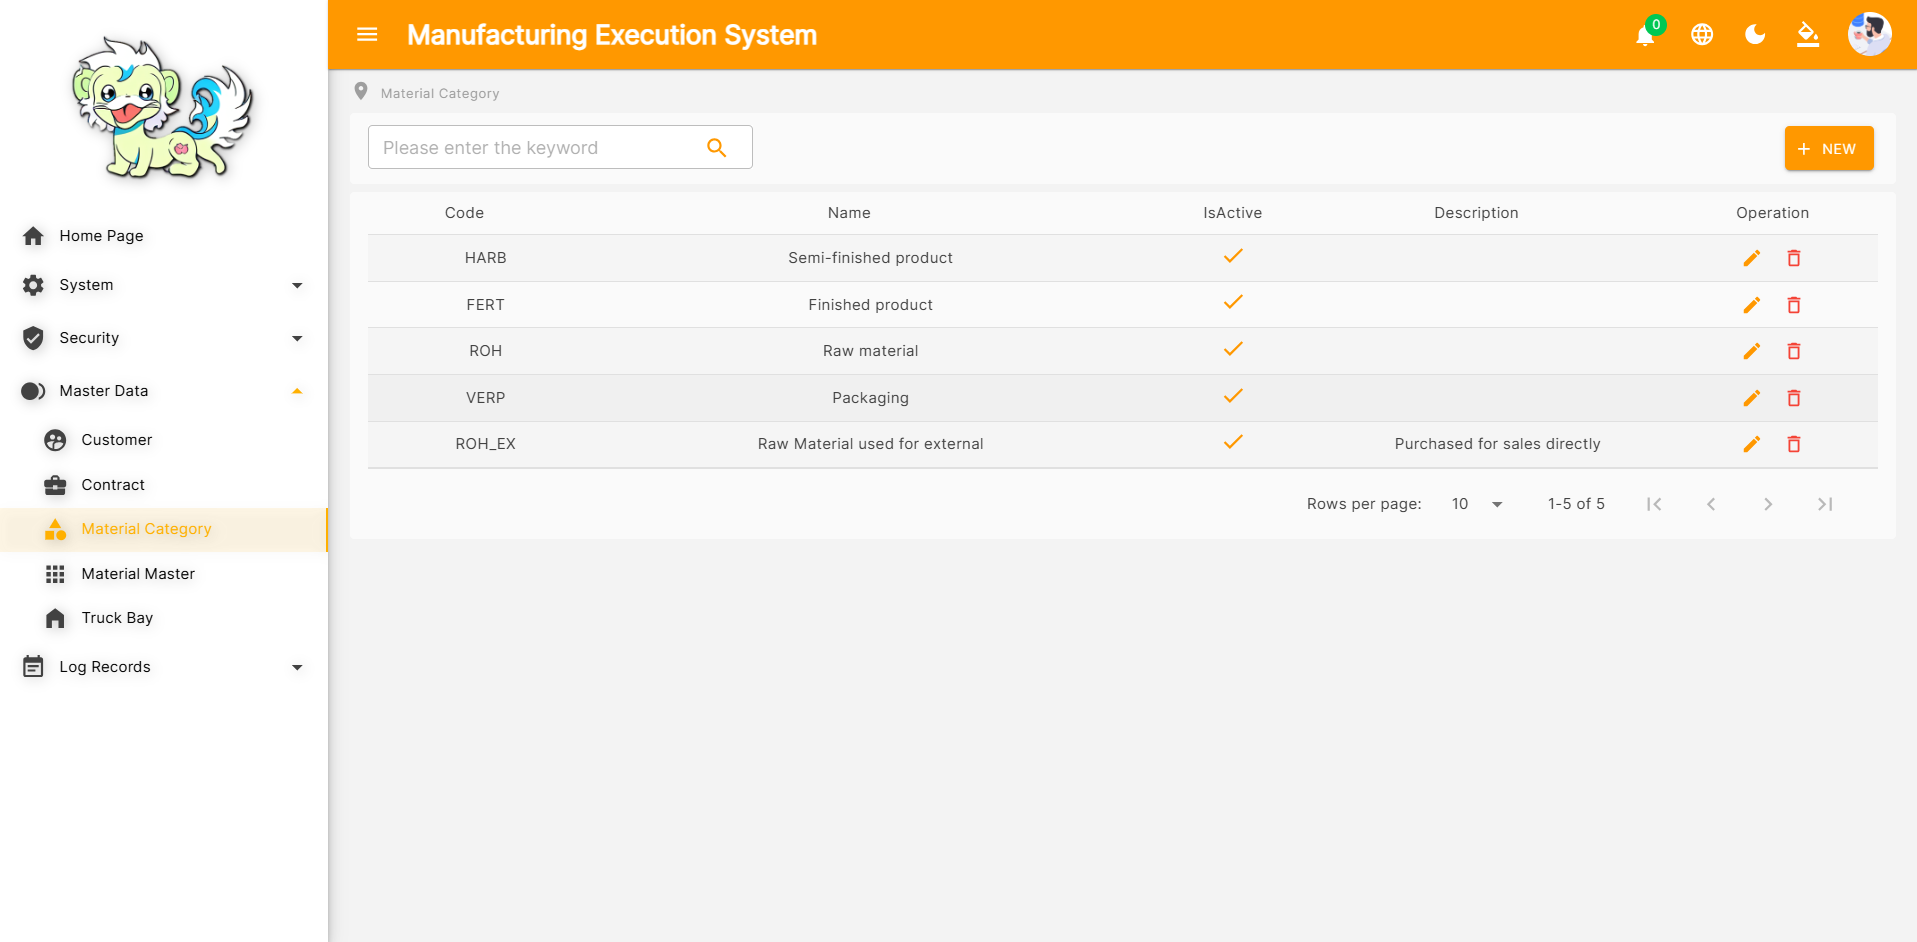 Manufacturing Execution System
0
Home Page
System
Security
Master Data
Customer
Contract
Material Category
Material Master
Truck Bay
Log Records
Material Category
Please enter the keyword
+ NEW
Code Name IsActive Description Operation
HARB Semi-finished product
FERT Finished product
ROH Raw material
VERP Packaging
ROH_EX Raw Material used for external Purchased for sales directly
Rows per page: 10 1-5 of 5